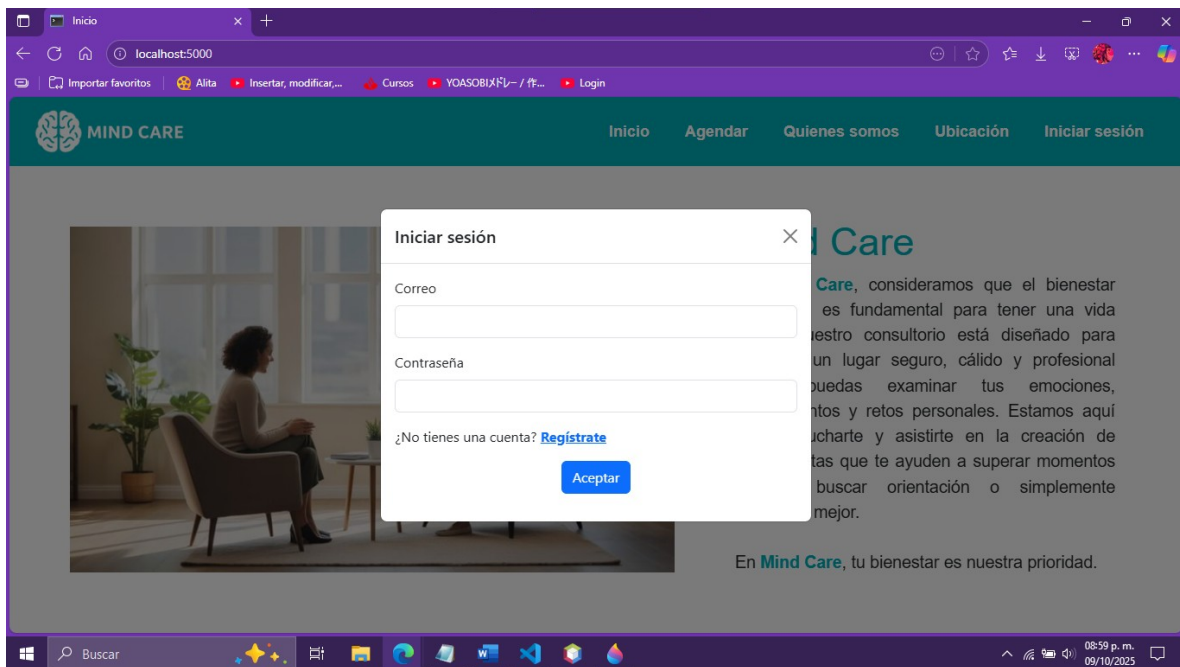 Inicio
localhost:5000
Importar favoritos
Alita
Insertar, modificar,...
Cursos
YOASOBIメドレー / 作...
Login
MIND CARE
Inicio
Agendar
Quienes somos
Ubicación
Iniciar sesión
Iniciar sesión
Correo
Contraseña
¿No tienes una cuenta? Regístrate
Aceptar
Care
Care, consideramos que el bienestar
es fundamental para tener una vida
consultorio está diseñado para
un lugar seguro, cálido y profesional
examinar tus emociones,
y retos personales. Estamos aquí
y asistirte en la creación de
que te ayuden a superar momentos
buscar orientación o simplemente
mejor.
En Mind Care, tu bienestar es nuestra prioridad.
Buscar
08:59 p. m.
09/10/2025